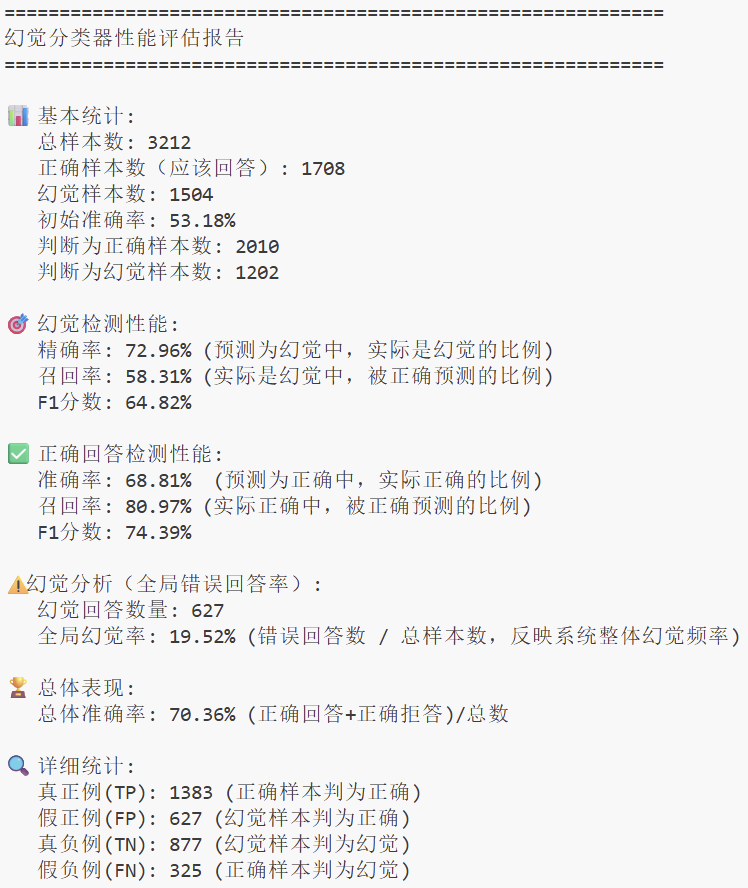 ============================================================
幻觉分类器性能评估报告
============================================================
📊 基本统计:
总样本数: 3212
正确样本数（应该回答）: 1708
幻觉样本数: 1504
初始准确率: 53.18%
判断为正确样本数: 2010
判断为幻觉样本数: 1202
🎯 幻觉检测性能:
精确率: 72.96% (预测为幻觉中，实际是幻觉的比例)
召回率: 58.31% (实际是幻觉中，被正确预测的比例)
F1分数: 64.82%
✅ 正确回答检测性能:
准确率: 68.81%  (预测为正确中，实际正确的比例)
召回率: 80.97% (实际正确中，被正确预测的比例)
F1分数: 74.39%
⚠️幻觉分析（全局错误回答率）:
幻觉回答数量: 627
全局幻觉率: 19.52% (错误回答数 / 总样本数，反映系统整体幻觉频率)
🏆 总体表现:
总体准确率: 70.36% (正确回答+正确拒答)/总数
🔍 详细统计:
真正例(TP): 1383 (正确样本判为正确)
假正例(FP): 627 (幻觉样本判为正确)
真负例(TN): 877 (幻觉样本判为幻觉)
假负例(FN): 325 (正确样本判为幻觉)